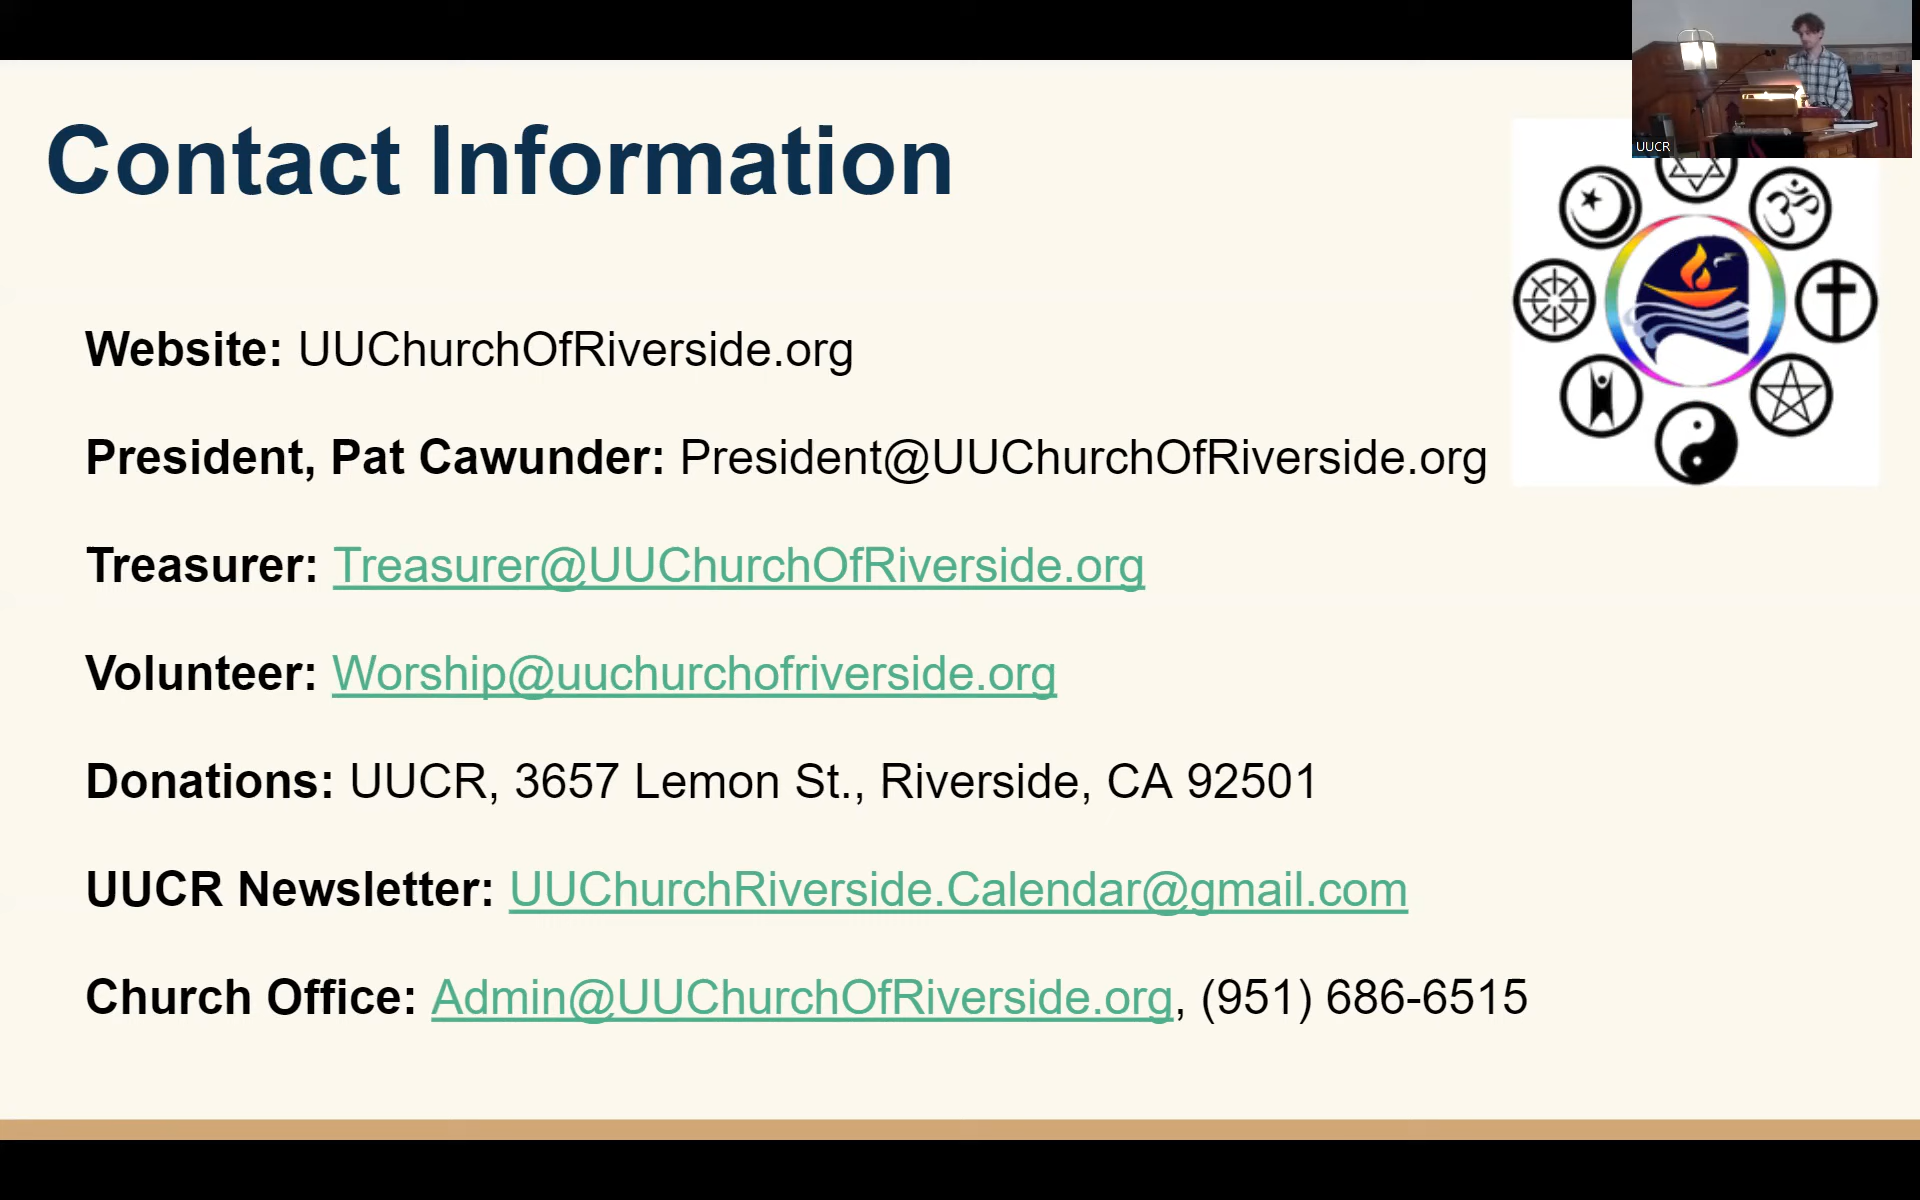 UUCR
Contact Information
Website: UUChurchOfRiverside.org
President, Pat Cawunder: President@UUChurchOfRiverside.org
Treasurer: Treasurer@UUChurchOfRiverside.org
Volunteer: Worship@uuchurchofriverside.org
Donations: UUCR, 3657 Lemon St., Riverside, CA 92501
UUCR Newsletter: UUChurchRiverside.Calendar@gmail.com
Church Office: Admin@UUChurchOfRiverside.org, (951) 686-6515